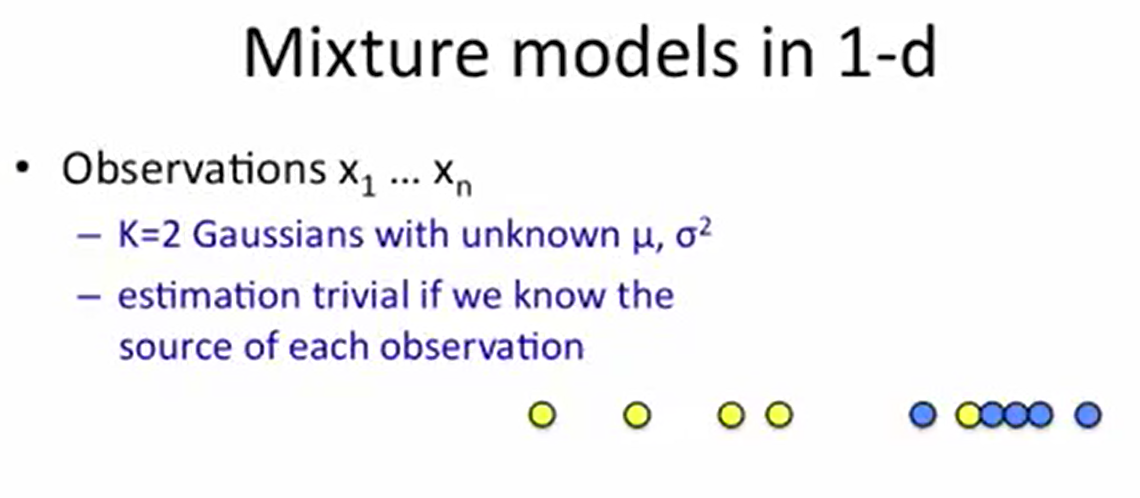 Mixture models in 1-d
• Observations x₁ ... xₙ
– K=2 Gaussians with unknown μ, σ²
– estimation trivial if we know the
source of each observation